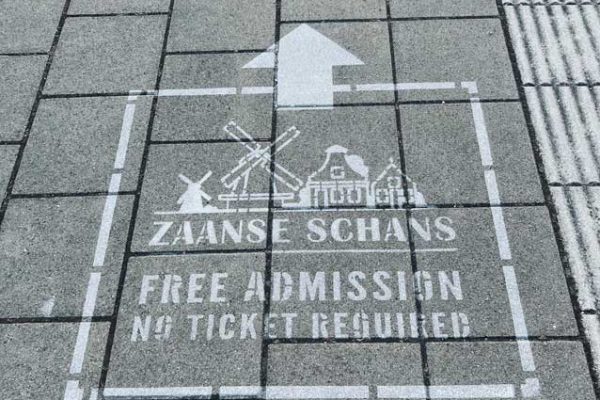 ZAANSE SCHANS
FREE ADMISSION
NO TICKET REQUIRED